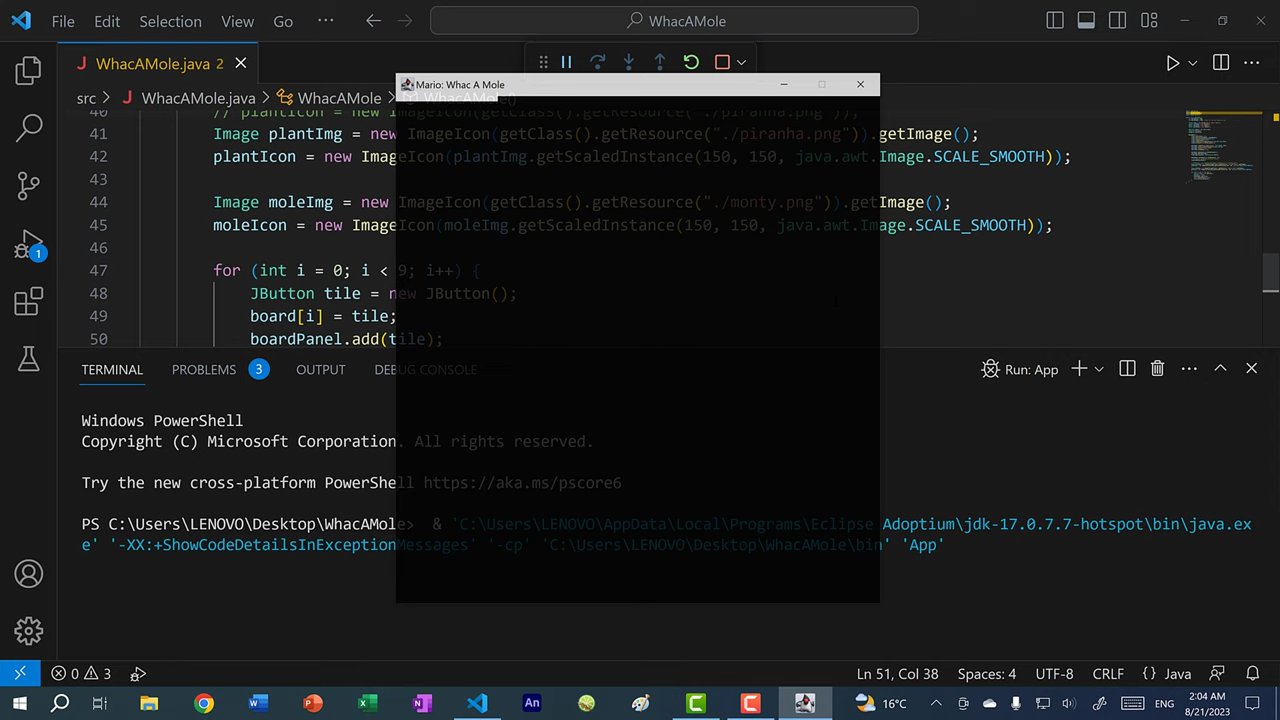 File Edit Selection View Go ··· WhacAMole
WhacAMole.java 2
Mario: Whac A Mole
src > WhacAMole.java > WhacAMole > WhacAMole()
40 // plantIcon = new ImageIcon(getClass().getResource("./piranha.png"));
41 Image plantImg = new ImageIcon(getClass().getResource("./piranha.png")).getImage();
42 plantIcon = new ImageIcon(plantImg.getScaledInstance(150, 150, java.awt.Image.SCALE_SMOOTH));
43
44 Image moleImg = new ImageIcon(getClass().getResource("./monty.png")).getImage();
45 moleIcon = new ImageIcon(moleImg.getScaledInstance(150, 150, java.awt.Image.SCALE_SMOOTH));
46
47 for (int i = 0; i < 9; i++) {
48 JButton tile = new JButton();
49 board[i] = tile;
50 boardPanel.add(tile);
TERMINAL PROBLEMS 3 OUTPUT DEBUG CONSOLE Run: App
1
Windows PowerShell
Copyright (C) Microsoft Corporation. All rights reserved.
Try the new cross-platform PowerShell https://aka.ms/pscore6
PS C:\Users\LENOVO\Desktop\WhacAMole> & 'C:\Users\LENOVO\AppData\Local\Programs\Eclipse Adoptium\jdk-17.0.7.7-hotspot\bin\java.ex
e' '-XX:+ShowCodeDetailsInExceptionMessages' '-cp' 'C:\Users\LENOVO\Desktop\WhacAMole\bin' 'App'
0 3 Ln 51, Col 38 Spaces: 4 UTF-8 CRLF {} Java
An 16°C ENG 2:04 AM
8/21/2023